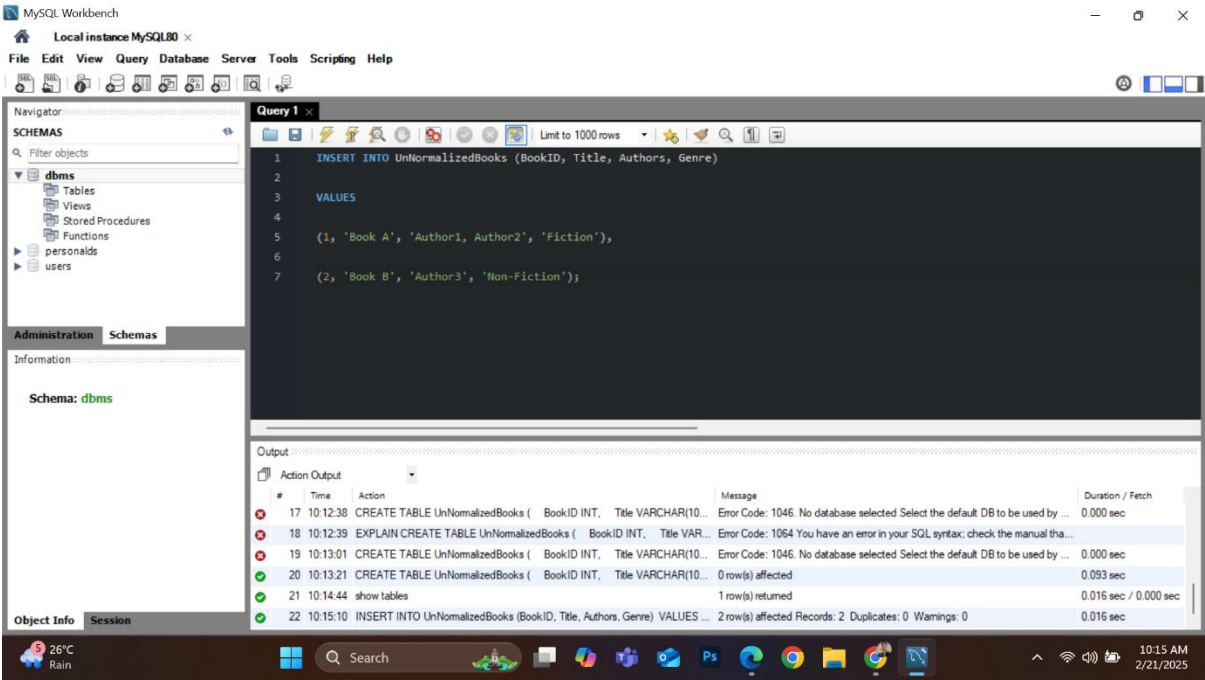 MySQL Workbench
Local instance MySQL80 ×
File Edit View Query Database Server Tools Scripting Help
Navigator
SCHEMAS
Filter objects
dbms
Tables
Views
Stored Procedures
Functions
personalds
users
Administration Schemas
Information
Schema: dbms
Object Info Session
Query 1 ×
Limit to 1000 rows
1 INSERT INTO UnNormalizedBooks (BookID, Title, Authors, Genre)
2
3 VALUES
4
5 (1, 'Book A', 'Author1, Author2', 'Fiction'),
6
7 (2, 'Book B', 'Author3', 'Non-Fiction');
Output
Action Output
# Time Action Message Duration / Fetch
17 10:12:38 CREATE TABLE UnNormalizedBooks ( BookID INT, Title VARCHAR(10... Error Code: 1046. No database selected Select the default DB to be used by ... 0.000 sec
18 10:12:39 EXPLAIN CREATE TABLE UnNormalizedBooks ( BookID INT, Title VAR... Error Code: 1064 You have an error in your SQL syntax; check the manual tha...
19 10:13:01 CREATE TABLE UnNormalizedBooks ( BookID INT, Title VARCHAR(10... Error Code: 1046. No database selected Select the default DB to be used by ... 0.000 sec
20 10:13:21 CREATE TABLE UnNormalizedBooks ( BookID INT, Title VARCHAR(10... 0 row(s) affected 0.093 sec
21 10:14:44 show tables 1 row(s) returned 0.016 sec / 0.000 sec
22 10:15:10 INSERT INTO UnNormalizedBooks (BookID, Title, Authors, Genre) VALUES ... 2 row(s) affected Records: 2 Duplicates: 0 Warnings: 0 0.016 sec
5
26°C
Rain
Search
Ps
10:15 AM
2/21/2025